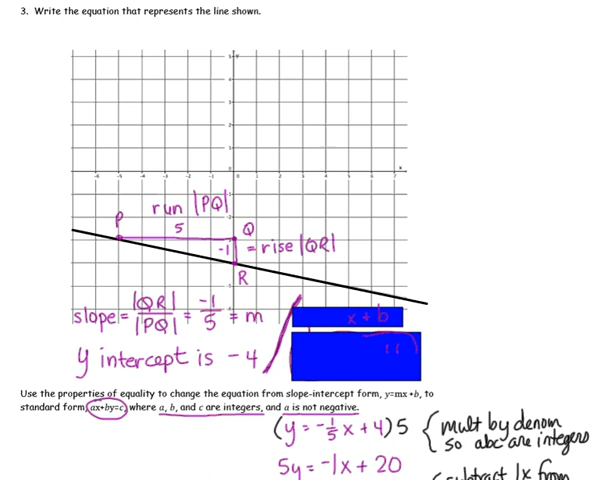 3. Write the equation that represents the line shown.
y
x
run |PQ|
P
5
Q
-1 = rise |QR|
R
slope = |QR| / |PQ| = -1/5 = m
x + b
y intercept is -4
Use the properties of equality to change the equation from slope-intercept form, y=mx+b, to
standard form, ax+by=c, where a, b, and c are integers, and a is not negative.
(y = -1/5 x + 4) 5 { mult by denom
so abc are integers
5y = -1x + 20
(subtract 1x from